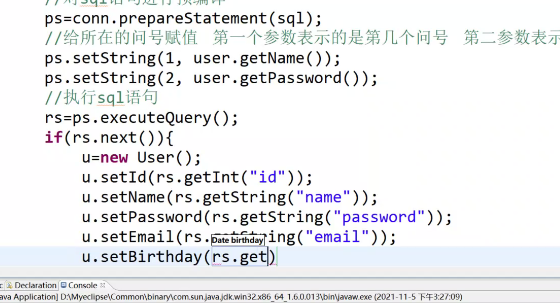 //对sql语句进行预编译
ps=conn.prepareStatement(sql);
//给所在的问号赋值 第一个参数表示的是第几个问号 第二参数表示
ps.setString(1, user.getName());
ps.setString(2, user.getPassword());
//执行sql语句
rs=ps.executeQuery();
if(rs.next()){
u=new User();
u.setId(rs.getInt("id"));
u.setName(rs.getString("name"));
u.setPassword(rs.getString("password"));
u.setEmail(rs.getString("email"));
Date birthday
u.setBirthday(rs.get)
Declaration Console
Java Application] D:\Myeclipse\Common\binary\com.sun.java.jdk.win32.x86_64_1.6.0.013\bin\javaw.exe (2021-11-5 下午3:27:09)